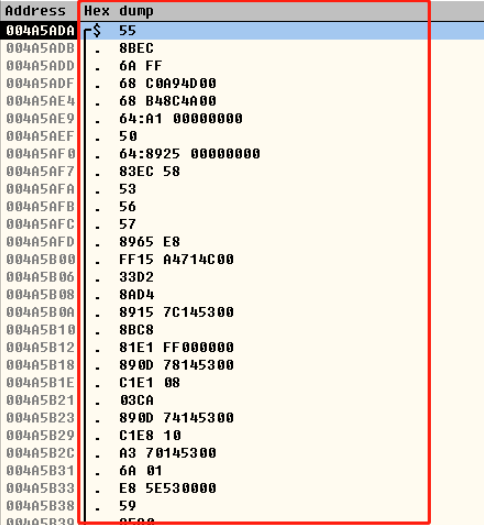 Address Hex dump
004A5ADA $ 55
004A5ADB . 8BEC
004A5ADD . 6A FF
004A5ADF . 68 C0A94D00
004A5AE4 . 68 B48C4A00
004A5AE9 . 64:A1 00000000
004A5AEF . 50
004A5AF0 . 64:8925 00000000
004A5AF7 . 83EC 58
004A5AFA . 53
004A5AFB . 56
004A5AFC . 57
004A5AFD . 8965 E8
004A5B00 . FF15 A4714C00
004A5B06 . 33D2
004A5B08 . 8AD4
004A5B0A . 8915 7C145300
004A5B10 . 8BC8
004A5B12 . 81E1 FF000000
004A5B18 . 890D 78145300
004A5B1E . C1E1 08
004A5B21 . 03CA
004A5B23 . 890D 74145300
004A5B29 . C1E8 10
004A5B2C . A3 70145300
004A5B31 . 6A 01
004A5B33 . E8 5E530000
004A5B38 . 59